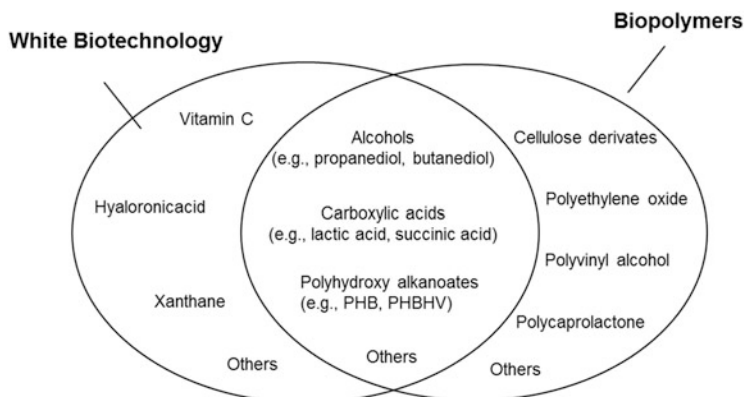 White Biotechnology
Biopolymers
Vitamin C
Hyaloronicacid
Xanthane
Others
Alcohols
(e.g., propanediol, butanediol)
Carboxylic acids
(e.g., lactic acid, succinic acid)
Polyhydroxy alkanoates
(e.g., PHB, PHBHV)
Others
Cellulose derivates
Polyethylene oxide
Polyvinyl alcohol
Polycaprolactone
Others